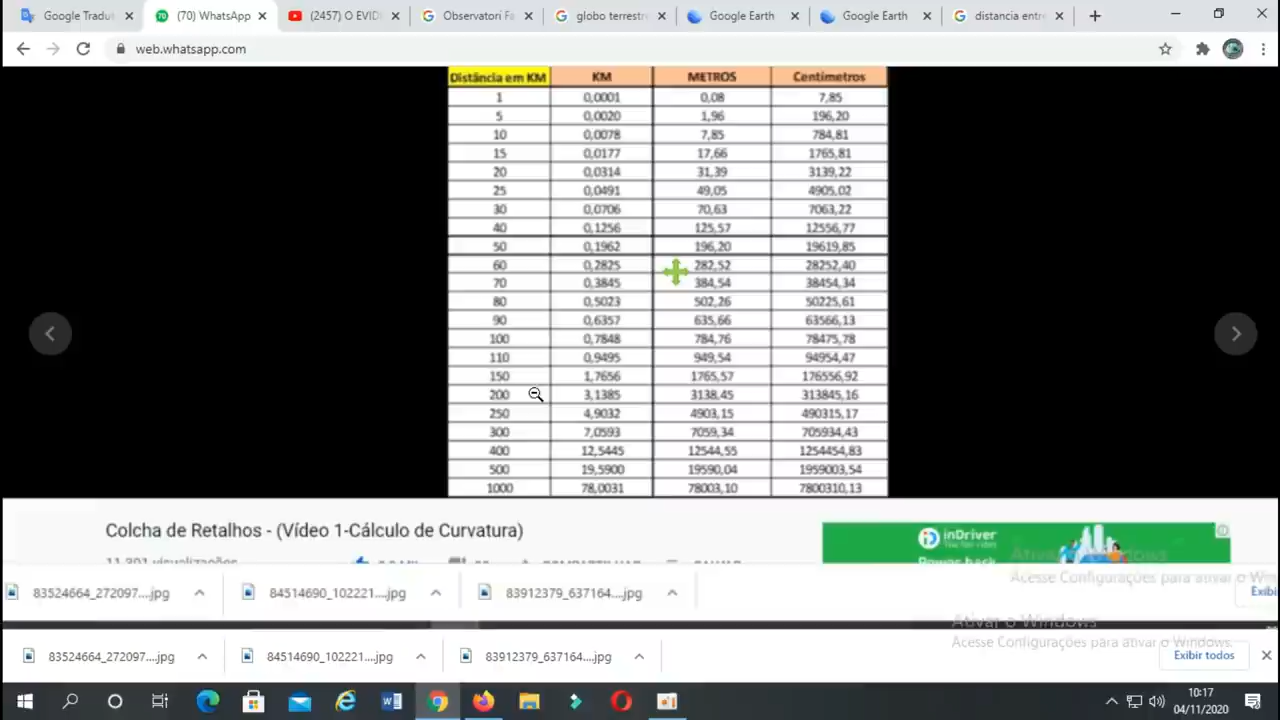 Google Tradut
(70) WhatsApp
(2457) O EVID
Observatori Fa
globo terrestre
Google Earth
Google Earth
distancia entre
web.whatsapp.com
Distância em KM KM METROS Centímetros
1 0,0001 0,08 7,85
5 0,0020 1,96 196,20
10 0,0078 7,85 784,81
15 0,0177 17,66 1765,81
20 0,0314 31,39 3139,22
25 0,0491 49,05 4905,02
30 0,0706 70,63 7063,22
40 0,1256 125,57 12556,77
50 0,1962 196,20 19619,85
60 0,2825 282,52 28252,40
70 0,3845 384,54 38454,34
80 0,5023 502,26 50225,61
90 0,6357 635,66 63566,13
100 0,7848 784,76 78475,78
110 0,9495 949,54 94954,47
150 1,7656 1765,57 176556,92
200 3,1385 3138,45 313845,16
250 4,9032 4903,15 490315,17
300 7,0593 7059,34 705934,43
400 12,5445 12544,55 1254454,83
500 19,5900 19590,04 1959003,54
1000 78,0031 78003,10 7800310,13
Colcha de Retalhos - (Vídeo 1-Cálculo de Curvatura)
inDriver
Ativar o Windows
Acesse Configurações para ativar o Win
83524664_272097....jpg
84514690_102221....jpg
83912379_637164....jpg
Exibi
Ativar o Windows
Acesse Configurações para ativar o Windows.
83524664_272097....jpg
84514690_102221....jpg
83912379_637164....jpg
Exibir todos
10:17
04/11/2020